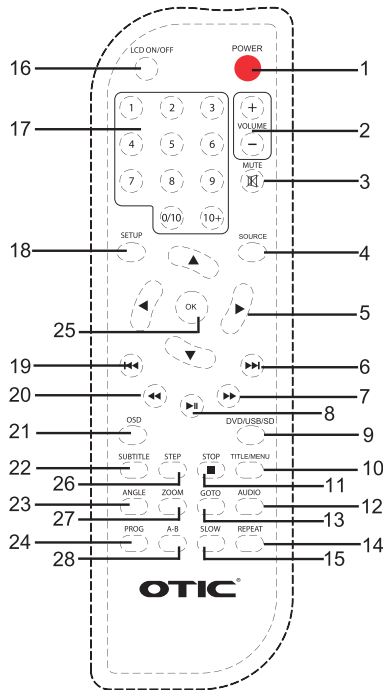 LCD ON/OFF POWER
16 1
1 2 3 +
17 VOLUME 2
4 5 6 −
MUTE
7 8 9 3
0/10 10+
18 SETUP SOURCE 4
OK 5
25
19 6
20 7
8
21 OSD DVD/USB/SD 9
22 SUBTITLE STEP STOP TITLE/MENU 10
26 11
23 ANGLE ZOOM GOTO AUDIO 12
27 13
24 PROG A-B SLOW REPEAT 14
28 15
OTIC®